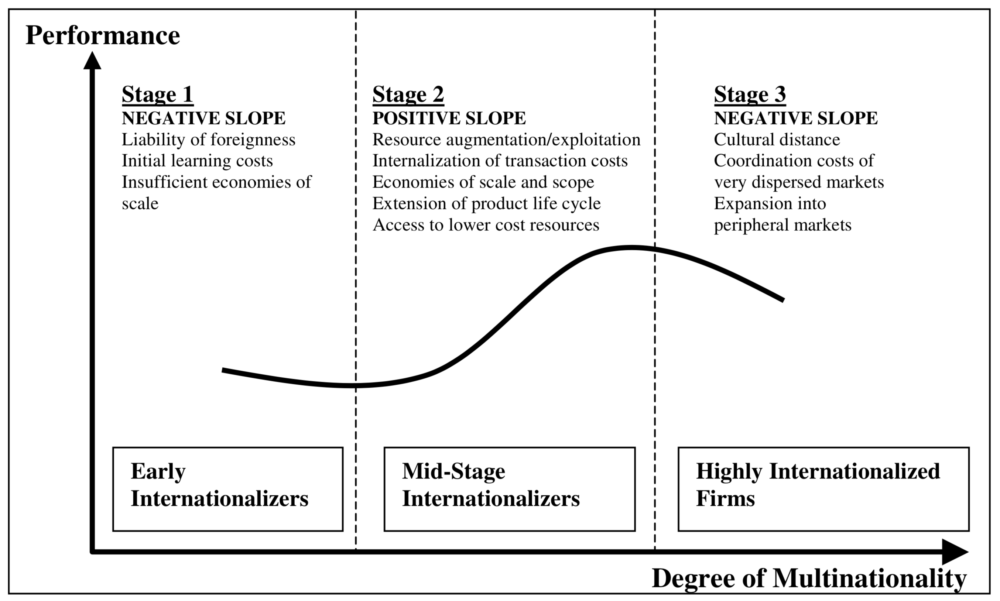 Performance
Stage 1
NEGATIVE SLOPE
Liability of foreignness
Initial learning costs
Insufficient economies of
scale
Stage 2
POSITIVE SLOPE
Resource augmentation/exploitation
Internalization of transaction costs
Economies of scale and scope
Extension of product life cycle
Access to lower cost resources
Stage 3
NEGATIVE SLOPE
Cultural distance
Coordination costs of
very dispersed markets
Expansion into
peripheral markets
Early
Internationalizers
Mid-Stage
Internationalizers
Highly Internationalized
Firms
Degree of Multinationality